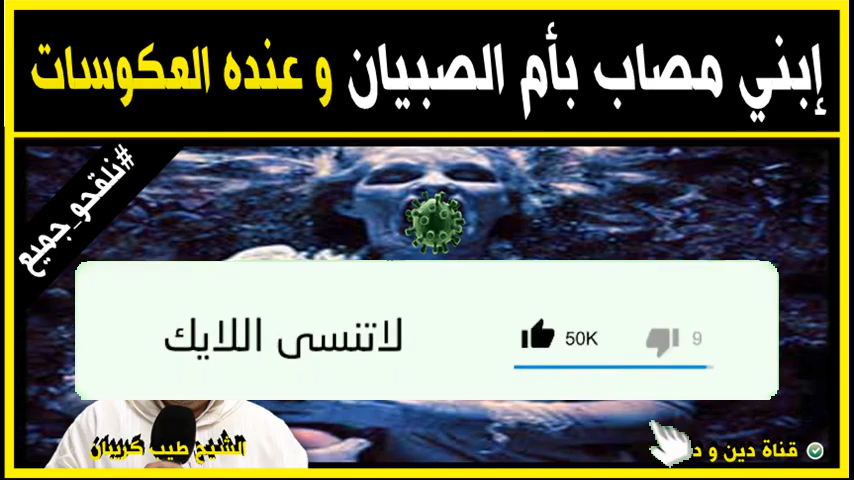 إبني مصاب بأم الصبيان و عنده العكوسات
#نلقحو_جميع
لاتنسى اللايك
50K
9
الشيخ طيب كريبان
قناة دين و د